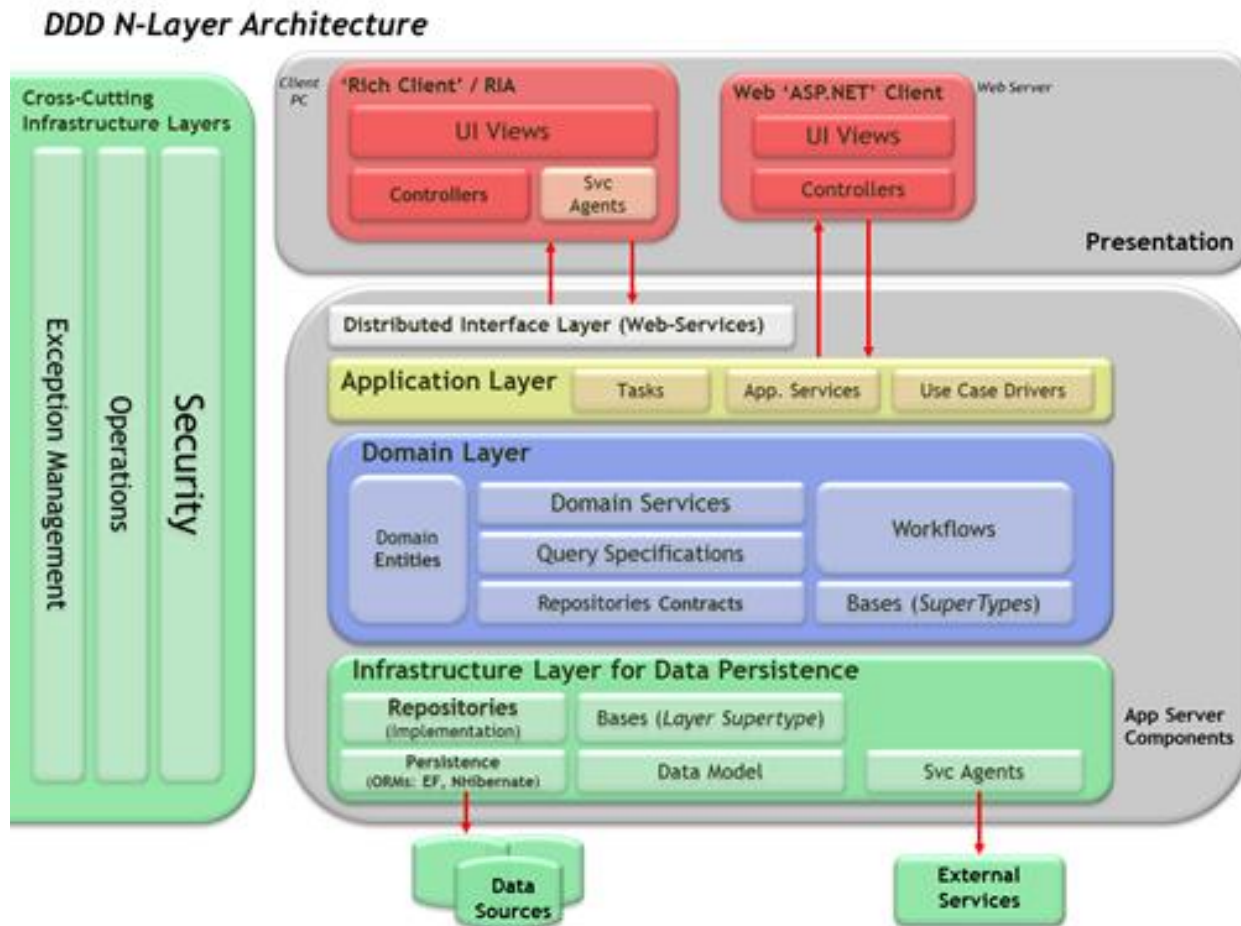 DDD N-Layer Architecture
Cross-Cutting
Infrastructure Layers
Exception Management
Operations
Security
Client
PC
'Rich Client' / RIA
UI Views
Controllers
Svc
Agents
Web 'ASP.NET' Client
UI Views
Controllers
Web Server
Presentation
Distributed Interface Layer (Web-Services)
Application Layer
Tasks
App. Services
Use Case Drivers
Domain Layer
Domain
Entities
Domain Services
Query Specifications
Repositories Contracts
Workflows
Bases (SuperTypes)
Infrastructure Layer for Data Persistence
Repositories
(Implementation)
Bases (Layer Supertype)
Persistence
(ORMs: EF, NHibernate)
Data Model
Svc Agents
App Server
Components
Data
Sources
External
Services